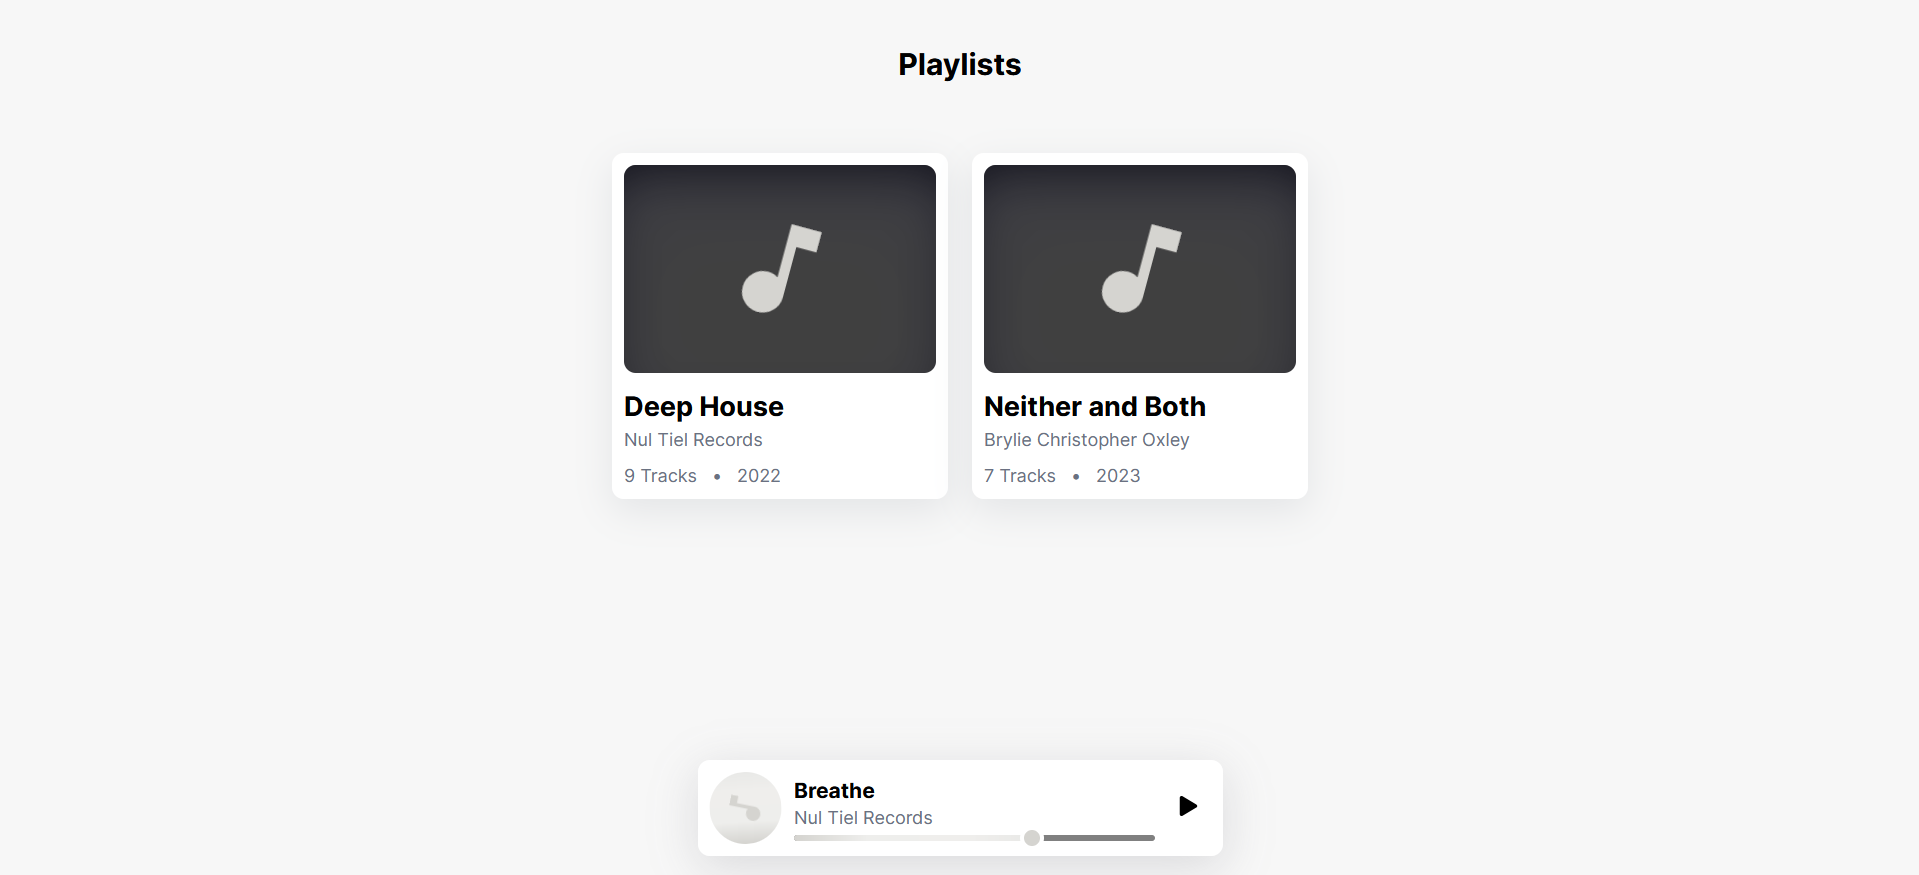 Playlists
Deep House
Nul Tiel Records
9 Tracks • 2022
Neither and Both
Brylie Christopher Oxley
7 Tracks • 2023
Breathe
Nul Tiel Records